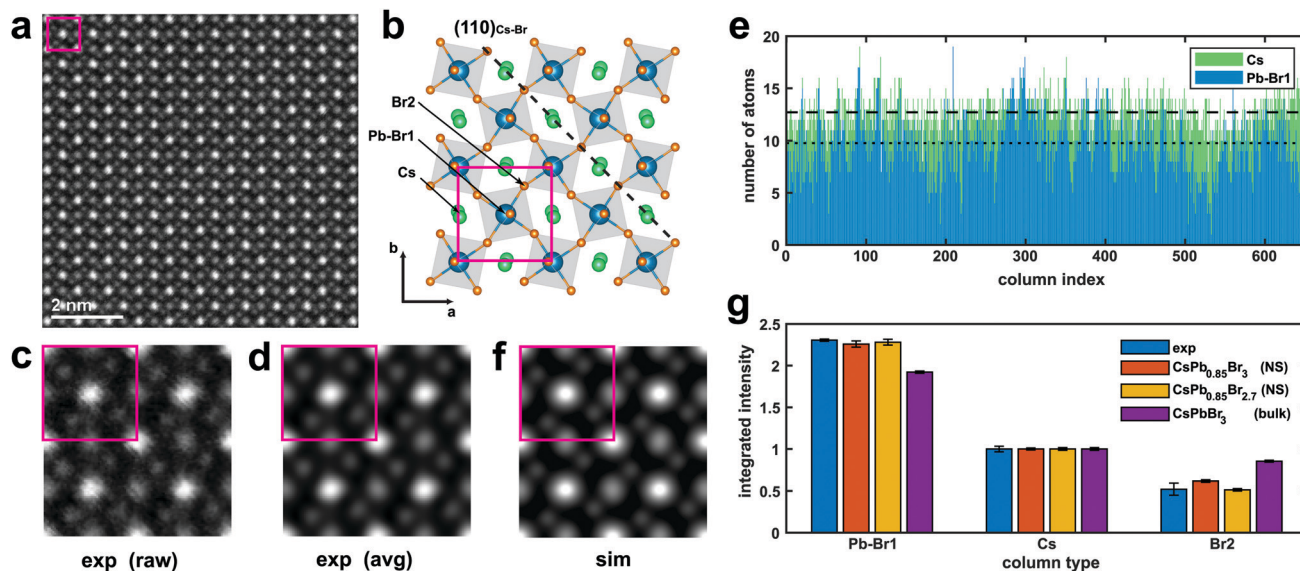 a
2 nm
b
(110)Cs-Br
Br2
Pb-Br1
Cs
b
a
c
exp (raw)
d
exp (avg)
f
sim
e
20
15
10
5
0
number of atoms
Cs
Pb-Br1
0
100
200
300
400
500
600
column index
g
2.5
2
1.5
1
0.5
0
integrated intensity
exp
CsPb0.85Br3 (NS)
CsPb0.85Br2.7 (NS)
CsPbBr3 (bulk)
Pb-Br1
Cs
Br2
column type